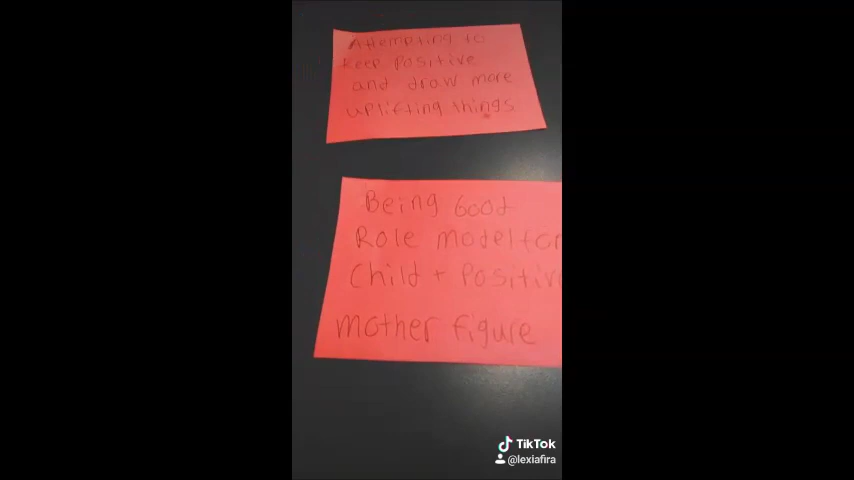 Attempting to
keep positive
and draw more
uplifting things
Being Good
Role model for
Child + Positive
mother figure
TikTok
@lexiafira